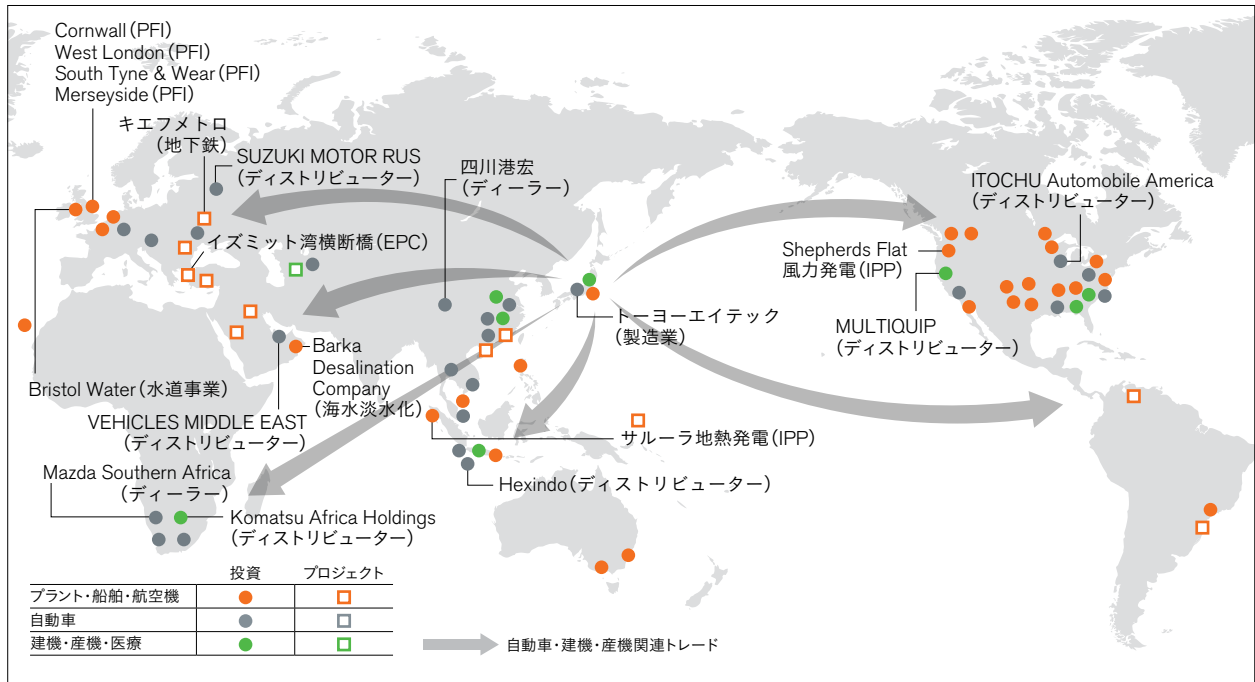 Cornwall(PFI)
West London(PFI)
South Tyne & Wear(PFI)
Merseyside(PFI)
キエフメトロ
(地下鉄)
SUZUKI MOTOR RUS
(ディストリビューター)
四川港宏
(ディーラー)
ITOCHU Automobile America
(ディストリビューター)
イズミット湾横断橋(EPC)
Shepherds Flat
風力発電(IPP)
トーヨーエイテック
(製造業)
MULTIQUIP
(ディストリビューター)
Bristol Water(水道事業)
Barka
Desalination
Company
(海水淡水化)
VEHICLES MIDDLE EAST
(ディストリビューター)
サルーラ地熱発電(IPP)
Mazda Southern Africa
(ディーラー)
Hexindo(ディストリビューター)
Komatsu Africa Holdings
(ディストリビューター)
投資 プロジェクト
プラント・船舶・航空機
自動車
建機・産機・医療
自動車・建機・産機関連トレード